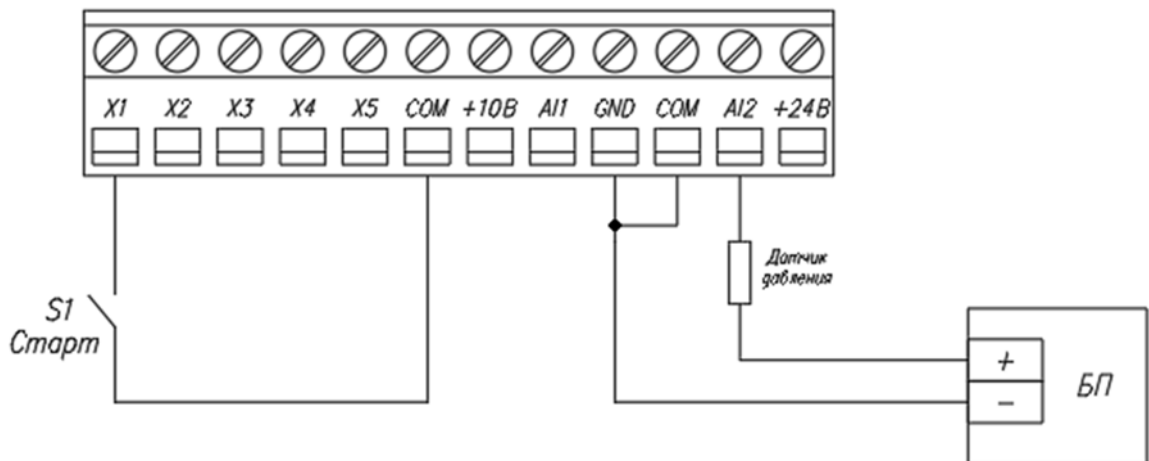 X1 X2 X3 X4 X5 COM +10В AI1 GND COM AI2 +24В
Датчик
давления
S1
Старт
+
БП
−